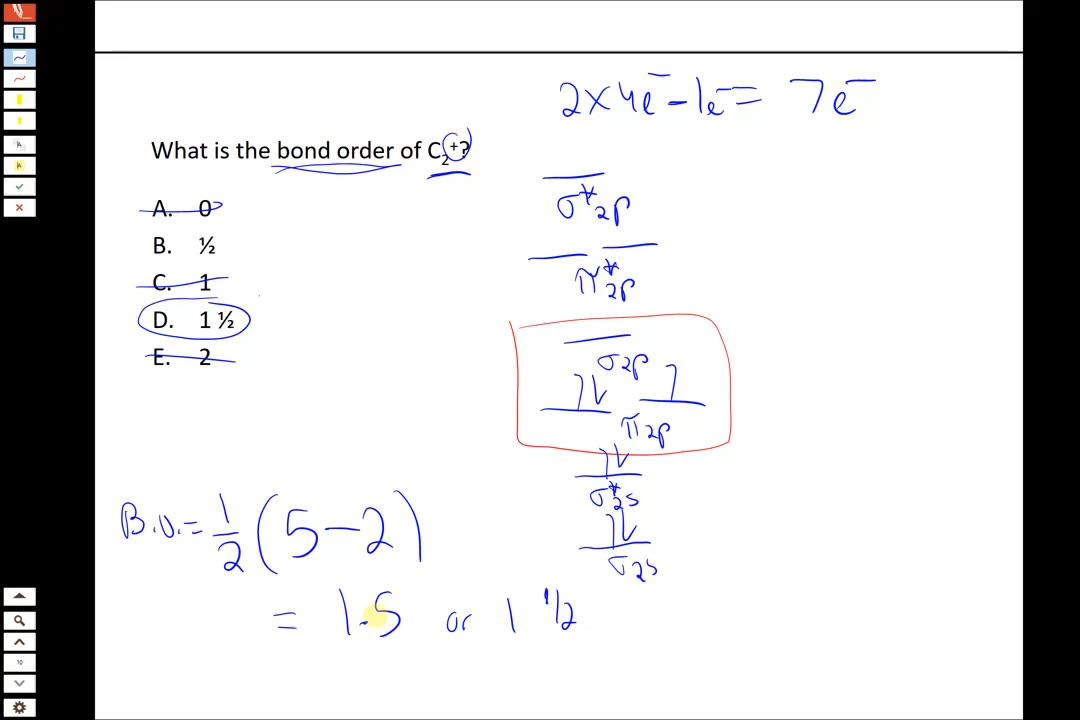 2 × 4e⁻ − 1e⁻ = 7e⁻
What is the bond order of C₂⁺?
A. 0
B. ½
C. 1
D. 1 ½
E. 2
σ*2p
π*2p
σ2p
π2p
σ*2s
σ2s
B.O. = 1/2 (5 − 2)
= 1.5 or 1 1/2
10